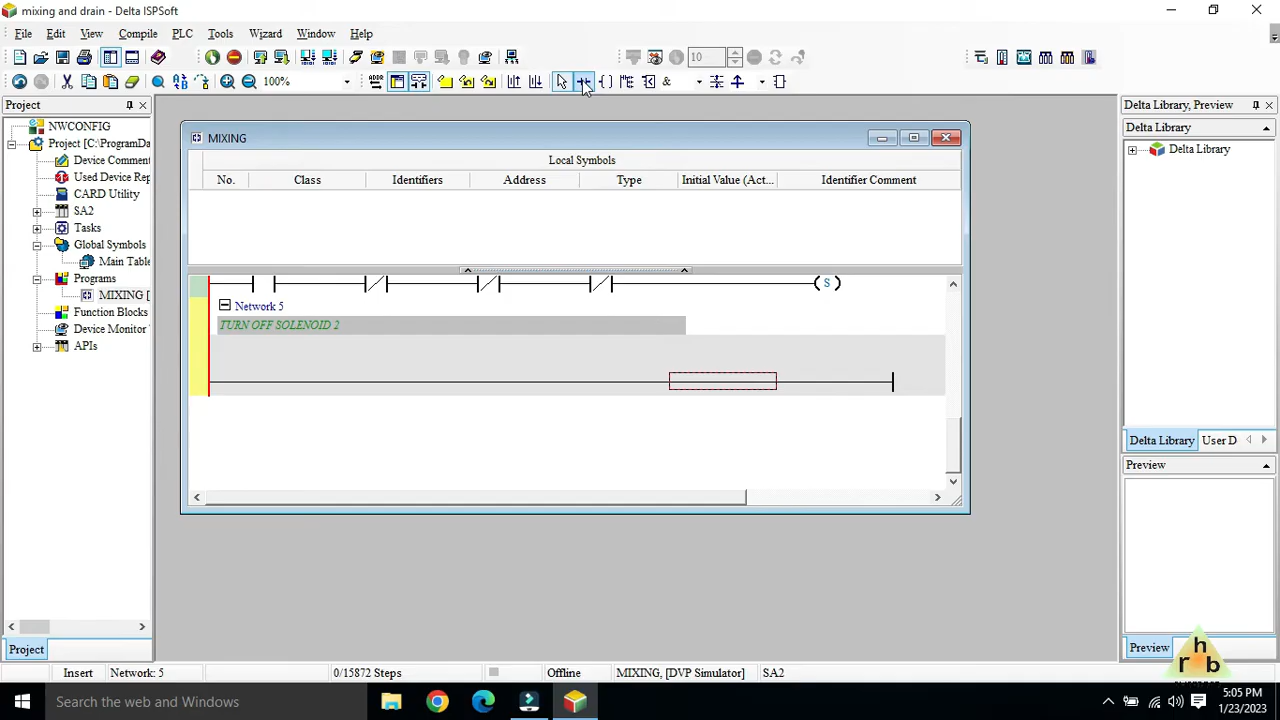 mixing and drain - Delta ISPSoft
File Edit View Compile PLC Tools Wizard Window Help
10
100%
&
Project
NWCONFIG
Project [C:\ProgramDa
Device Comment
Used Device Rep
CARD Utility
SA2
Tasks
Global Symbols
Main Table
Programs
MIXING [
Function Blocks
Device Monitor
APIs
Project
MIXING
Local Symbols
No. Class Identifiers Address Type Initial Value (Act... Identifier Comment
S
Network 5
TURN OFF SOLENOID 2
Delta Library, Preview
Delta Library
Delta Library
Delta Library User D
Preview
Preview
h
r b
Insert Network: 5 0/15872 Steps Offline MIXING, [DVP Simulator] SA2
Search the web and Windows
5:05 PM
1/23/2023